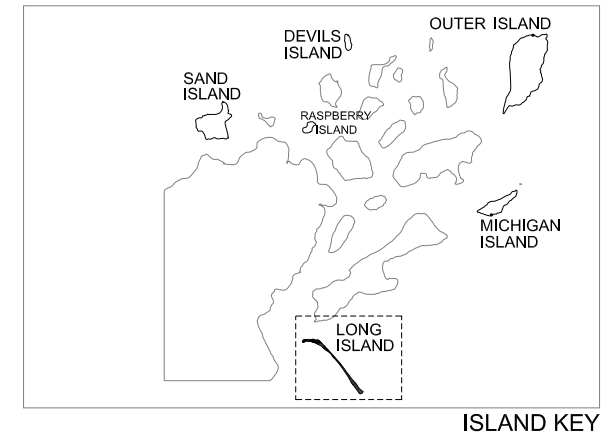 OUTER ISLAND
DEVILS
ISLAND
SAND
ISLAND
RASPBERRY
ISLAND
MICHIGAN
ISLAND
LONG
ISLAND
ISLAND KEY